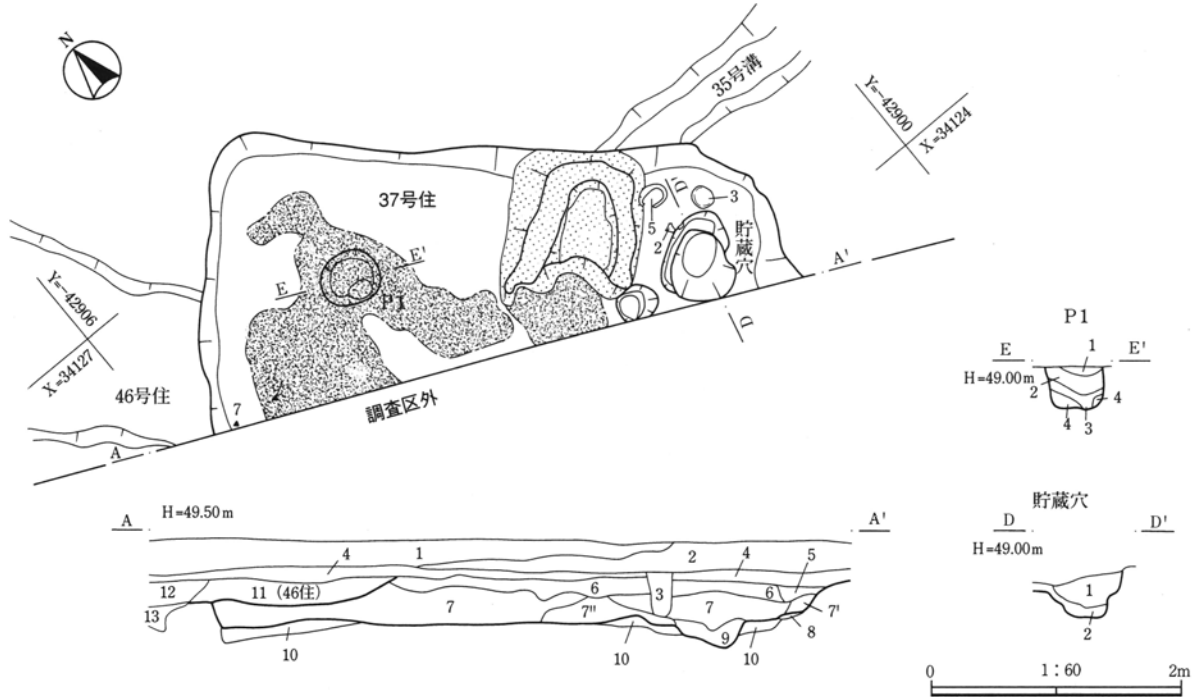 N
35号溝
Y=-42900
X=34124
37号住
D'
3
5
2
貯蔵穴
E'
E
P1
A'
D
Y=-42906
X=34127
46号住
7
調査区外
A
P1
E
1
E'
H=49.00m
2
4
4
3
A
H=49.50m
A'
4
1
2
4
5
12
11 (46住)
6
3
6
7
7"
7
7'
13
8
9
10
10
10
貯蔵穴
D
D'
H=49.00m
1
2
0
1:60
2m